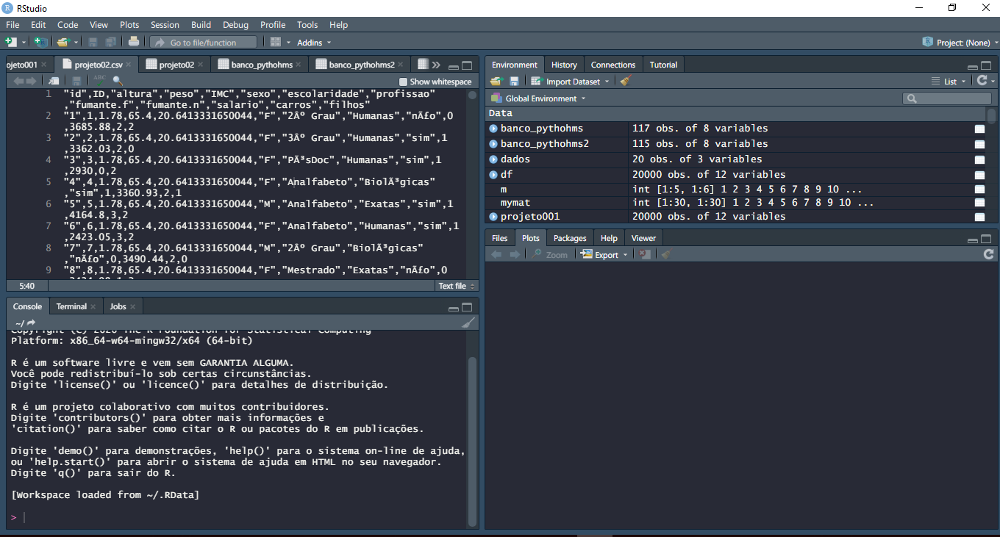 RStudio
File Edit Code View Plots Session Build Debug Profile Tools Help
Go to file/function Addins Project: (None)
ojeto001 projeto02.csv projeto02 banco_pythohms banco_pythohms2
ABC Show whitespace
1 "id",ID,"altura","peso","IMC","sexo","escolaridade","profissao"
,"fumante.f","fumante.n","salario","carros","filhos"
2 "1",1,1.78,65.4,20.6413331650044,"F","2Âº Grau","Humanas","nÃ£o",0
,3685.88,2,2
3 "2",2,1.78,65.4,20.6413331650044,"F","3Âº Grau","Humanas","sim",1
,3362.03,2,0
4 "3",3,1.78,65.4,20.6413331650044,"F","PÃ³sDoc","Humanas","sim",1
,2930,0,2
5 "4",4,1.78,65.4,20.6413331650044,"F","Analfabeto","BiolÃ³gicas"
,"sim",1,3360.93,2,1
6 "5",5,1.78,65.4,20.6413331650044,"M","Analfabeto","Exatas","sim",1
,4164.8,3,2
7 "6",6,1.78,65.4,20.6413331650044,"F","Analfabeto","Humanas","sim",1
,2423.05,3,2
8 "7",7,1.78,65.4,20.6413331650044,"M","2Âº Grau","BiolÃ³gicas"
,"nÃ£o",0,3490.44,2,0
9 "8",8,1.78,65.4,20.6413331650044,"F","Mestrado","Exatas","nÃ£o",0
5:40 Text file
Console Terminal Jobs
~/
Copyright (C) 2020 The R Foundation for Statistical Computing
Platform: x86_64-w64-mingw32/x64 (64-bit)
R é um software livre e vem sem GARANTIA ALGUMA.
Você pode redistribuí-lo sob certas circunstâncias.
Digite 'license()' ou 'licence()' para detalhes de distribuição.
R é um projeto colaborativo com muitos contribuidores.
Digite 'contributors()' para obter mais informações e
'citation()' para saber como citar o R ou pacotes do R em publicações.
Digite 'demo()' para demonstrações, 'help()' para o sistema on-line de ajuda,
ou 'help.start()' para abrir o sistema de ajuda em HTML no seu navegador.
Digite 'q()' para sair do R.
[Workspace loaded from ~/.RData]
>
Environment History Connections Tutorial
Import Dataset List
Global Environment
Data
banco_pythohms 117 obs. of 8 variables
banco_pythohms2 115 obs. of 8 variables
dados 20 obs. of 3 variables
df 20000 obs. of 12 variables
m int [1:5, 1:6] 1 2 3 4 5 6 7 8 9 10 ...
mymat int [1:30, 1:30] 1 2 3 4 5 6 7 8 9 10 ...
projeto001 20000 obs. of 12 variables
Files Plots Packages Help Viewer
Zoom Export